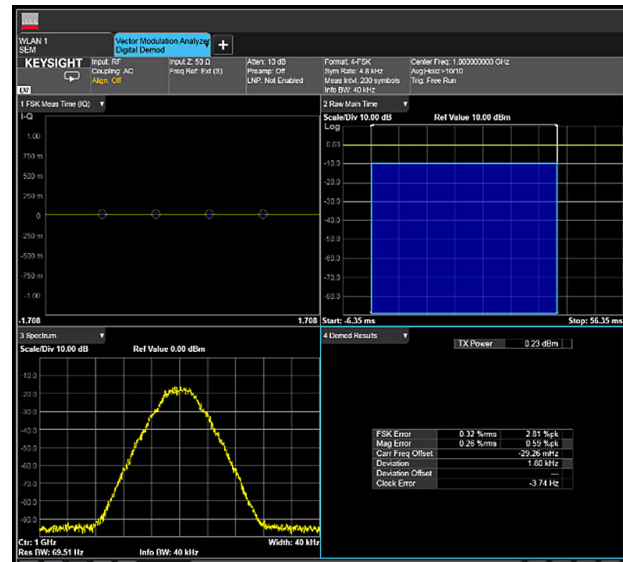 WLAN 1
SEM
Vector Modulation Analyzer
Digital Demod
+
KEYSIGHT
Input: RF
Coupling: AC
Align: Off
Input Z: 50 Ω
Freq Ref: Ext (S)
Atten: 10 dB
Preamp: Off
LNP: Not Enabled
Format: 4-FSK
Sym Rate: 4.8 kHz
Meas Intvl: 200 symbols
Info BW: 40 kHz
Center Freq: 1.000000000 GHz
Avg|Hold >10/10
Trig: Free Run
LXI
1 FSK Meas Time (IQ)
I-Q
1.00
750 m
500 m
250 m
0
-250 m
-500 m
-750 m
-1.00
-1.708
1.708
2 Raw Main Time
Scale/Div 10.00 dB
Ref Value 10.00 dBm
Log
0.00
-10.0
-20.0
-30.0
-40.0
-50.0
-60.0
-70.0
-80.0
Start: -6.35 ms
Stop: 56.35 ms
3 Spectrum
Scale/Div 10.00 dB
Ref Value 0.00 dBm
-10.0
-20.0
-30.0
-40.0
-50.0
-60.0
-70.0
-80.0
-90.0
Ctr: 1 GHz
Width: 40 kHz
Res BW: 69.51 Hz
Info BW: 40 kHz
4 Demod Results
TX Power 0.23 dBm
FSK Error 0.32 %rms 2.81 %pk
Mag Error 0.26 %rms 0.59 %pk
Carr Freq Offset -29.26 mHz
Deviation 1.80 kHz
Deviation Offset ---
Clock Error -3.74 Hz